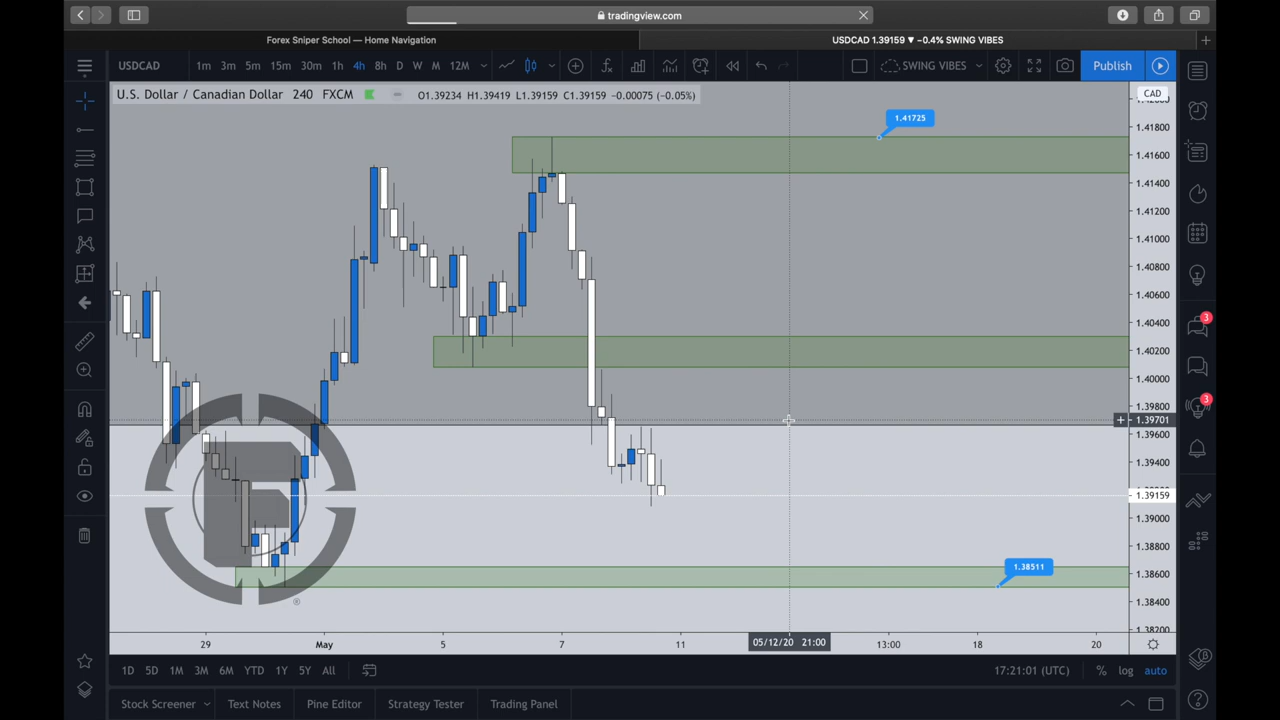 tradingview.com
Forex Sniper School — Home Navigation
USDCAD 1.39159 ▼ −0.4% SWING VIBES
USDCAD 1m 3m 5m 15m 30m 1h 4h 8h D W M 12M SWING VIBES Publish
U.S. Dollar / Canadian Dollar 240 FXCM O1.39234 H1.39419 L1.39159 C1.39159 −0.00075 (−0.05%)
CAD
1.41725
1.41800
1.41600
1.41400
1.41200
1.41000
1.40800
1.40600
1.40400
1.40200
1.40000
1.39800
1.39701
1.39600
1.39400
1.39159
1.39000
1.38800
1.38511
1.38600
1.38400
1.38200
3
3
29 May 5 7 11 05/12/20 21:00 13:00 18 20
1D 5D 1M 3M 6M YTD 1Y 5Y All 17:21:01 (UTC) % log auto
Stock Screener Text Notes Pine Editor Strategy Tester Trading Panel